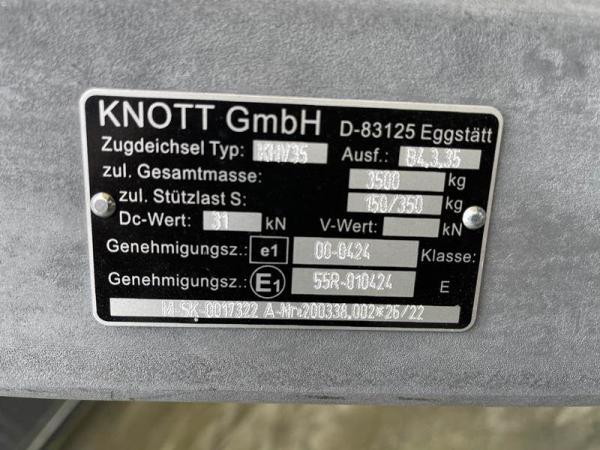 KNOTT GmbH D-83125 Eggstätt
Zugdeichsel Typ: KHV35 Ausf.: B4,3,35
zul. Gesamtmasse: 3500 kg
zul. Stützlast S: 150/350 kg
Dc-Wert: 31 kN V-Wert: kN
Genehmigungsz.: e1 00-0424 Klasse:
Genehmigungsz.: E1 55R-010424 E
M-SK 0017322 A-Nr:200338.002*26/22